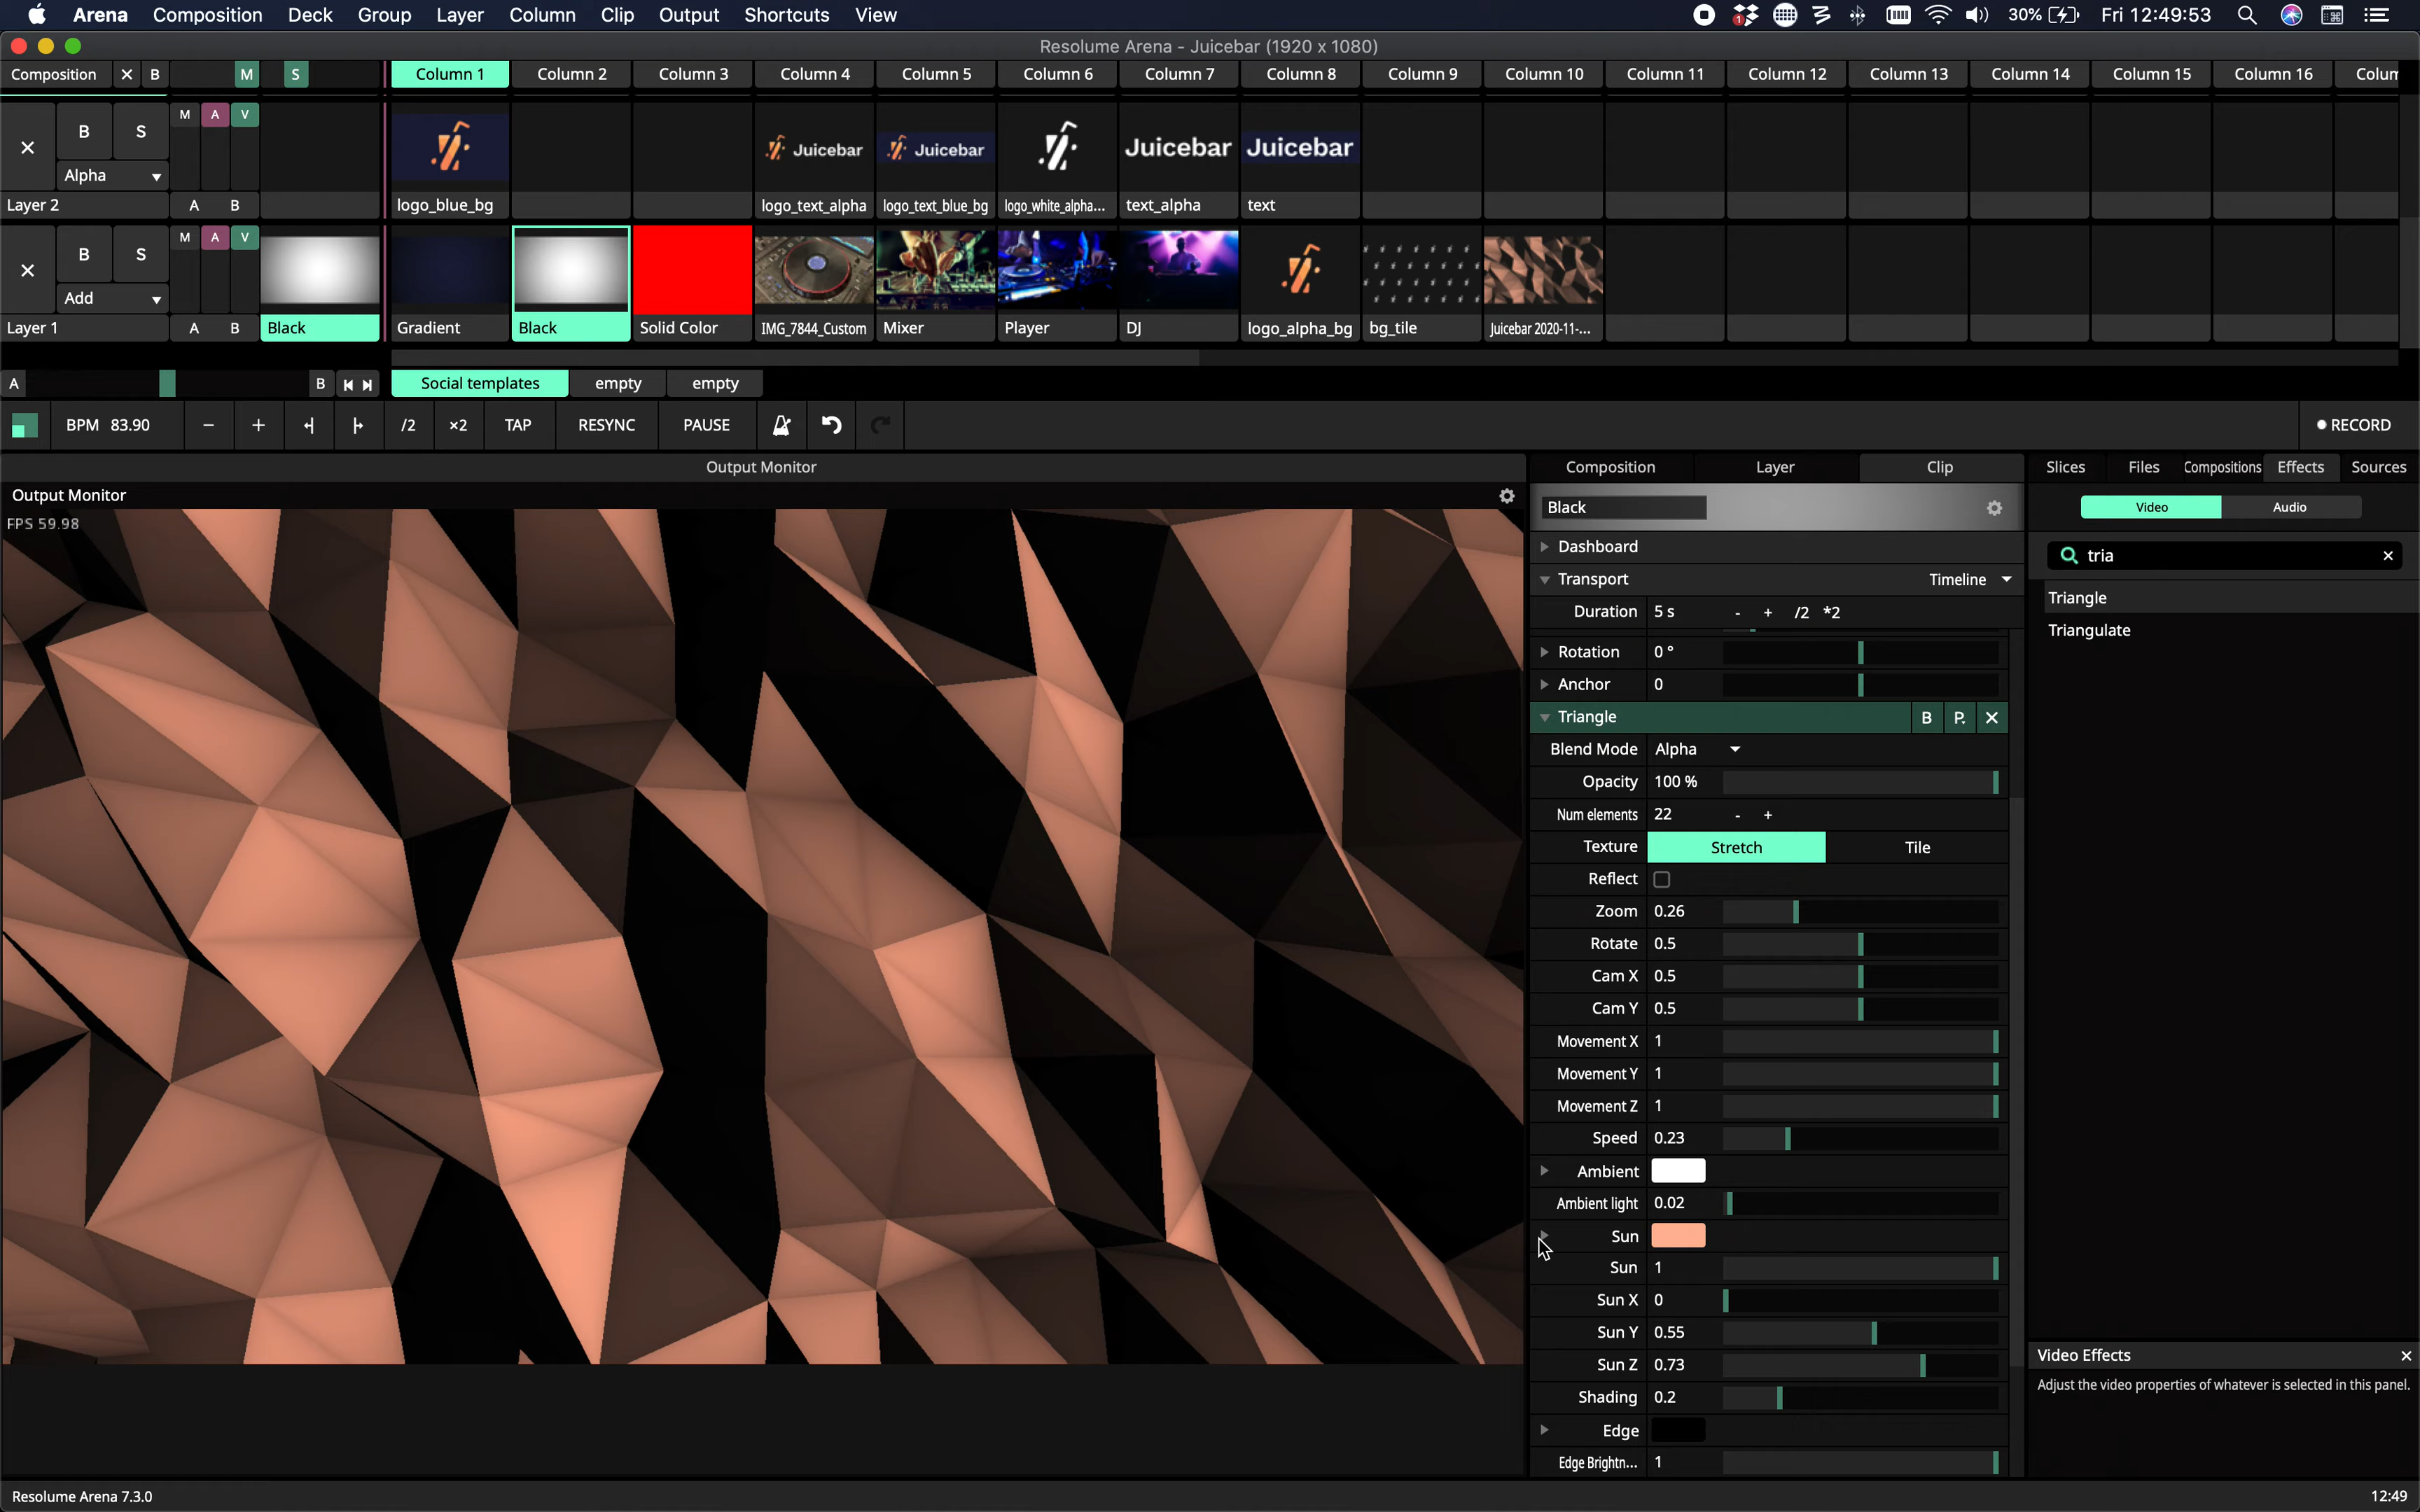 Arena Composition Deck Group Layer Column Clip Output Shortcuts View 1 30% Fri 12:49:53
Resolume Arena - Juicebar (1920 x 1080)
Composition B M S Column 1 Column 2 Column 3 Column 4 Column 5 Column 6 Column 7 Column 8 Column 9 Column 10 Column 11 Column 12 Column 13 Column 14 Column 15 Column 16 Colum
B S M A V
Juicebar Juicebar Juicebar Juicebar
Alpha
Layer 2 A B logo_blue_bg logo_text_alpha logo_text_blue_bg logo_white_alpha... text_alpha text
B S M A V
Add
Layer 1 A B Black Gradient Black Solid Color IMG_7844_Custom Mixer Player DJ logo_alpha_bg bg_tile Juicebar 2020-11-...
A B Social templates empty empty
BPM 83.90 − + /2 ×2 TAP RESYNC PAUSE RECORD
Output Monitor Composition Layer Clip Slices Files Compositions Effects Sources
Output Monitor
FPS 59.98
Black
Dashboard
Transport Timeline
Duration 5 s - + /2 *2
Rotation 0 °
Anchor 0
Triangle B P.
Blend Mode Alpha
Opacity 100 %
Num elements 22 - +
Texture Stretch Tile
Reflect
Zoom 0.26
Rotate 0.5
Cam X 0.5
Cam Y 0.5
Movement X 1
Movement Y 1
Movement Z 1
Speed 0.23
Ambient
Ambient light 0.02
Sun
Sun 1
Sun X 0
Sun Y 0.55
Sun Z 0.73
Shading 0.2
Edge
Edge Brightn... 1
Video Audio
tria
Triangle
Triangulate
Video Effects
Adjust the video properties of whatever is selected in this panel.
Resolume Arena 7.3.0 12:49